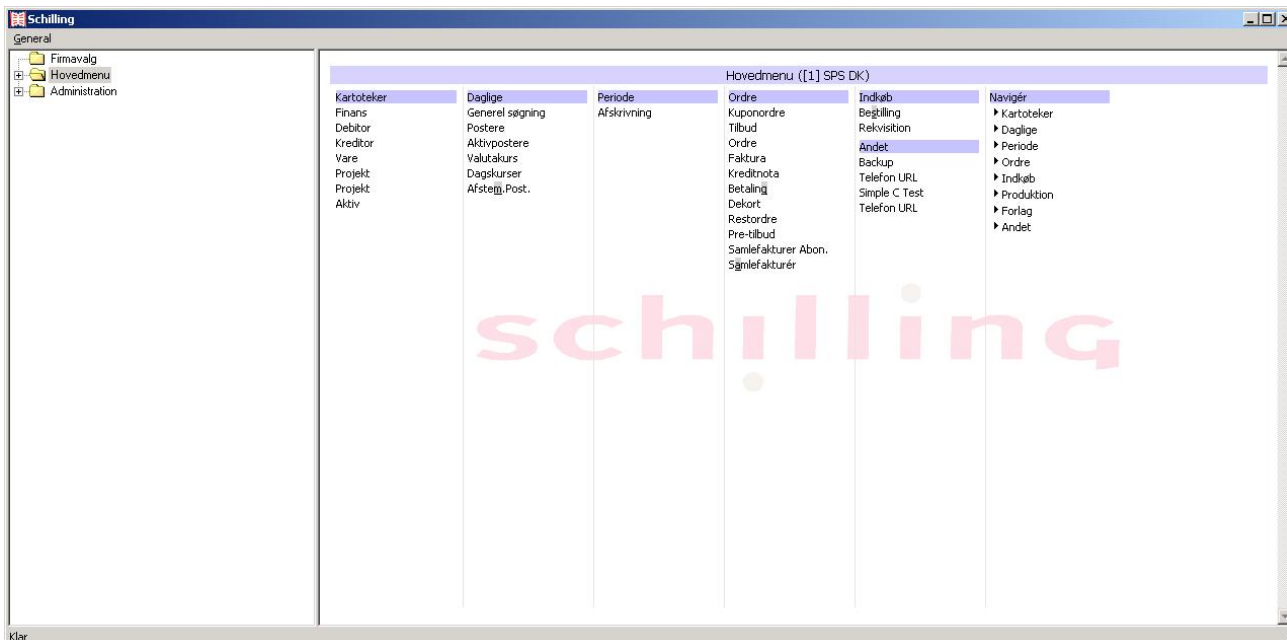 Schilling
General
Firmavalg
Hovedmenu
Administration
Hovedmenu ([1] SPS DK)
Kartoteker
Finans
Debitor
Kreditor
Vare
Projekt
Projekt
Aktiv
Daglige
Generel søgning
Postere
Aktivpostere
Valutakurs
Dagskurser
Afstem.Post.
Periode
Afskrivning
Ordre
Kuponordre
Tilbud
Ordre
Faktura
Kreditnota
Betaling
Dekort
Restordre
Pre-tilbud
Samlefakturer Abon.
Samlefakturér
Indkøb
Bestilling
Rekvisition
Andet
Backup
Telefon URL
Simple C Test
Telefon URL
Navigér
Kartoteker
Daglige
Periode
Ordre
Indkøb
Produktion
Forlag
Andet
schilling
Klar